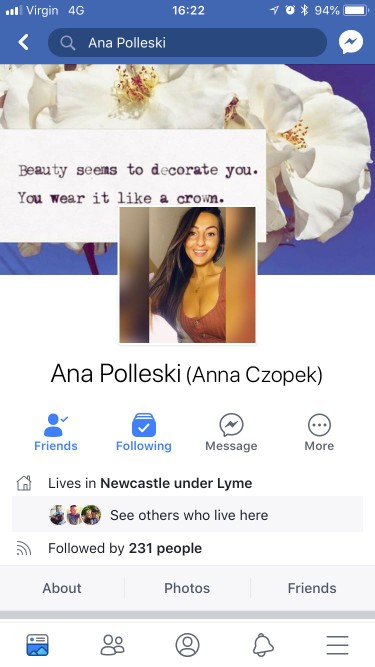 Virgin 4G 16:22 94%
Ana Polleski
Beauty seems to decorate you.
You wear it like a crown.
Ana Polleski (Anna Czopek)
Friends Following Message More
Lives in Newcastle under Lyme
See others who live here
Followed by 231 people
About Photos Friends